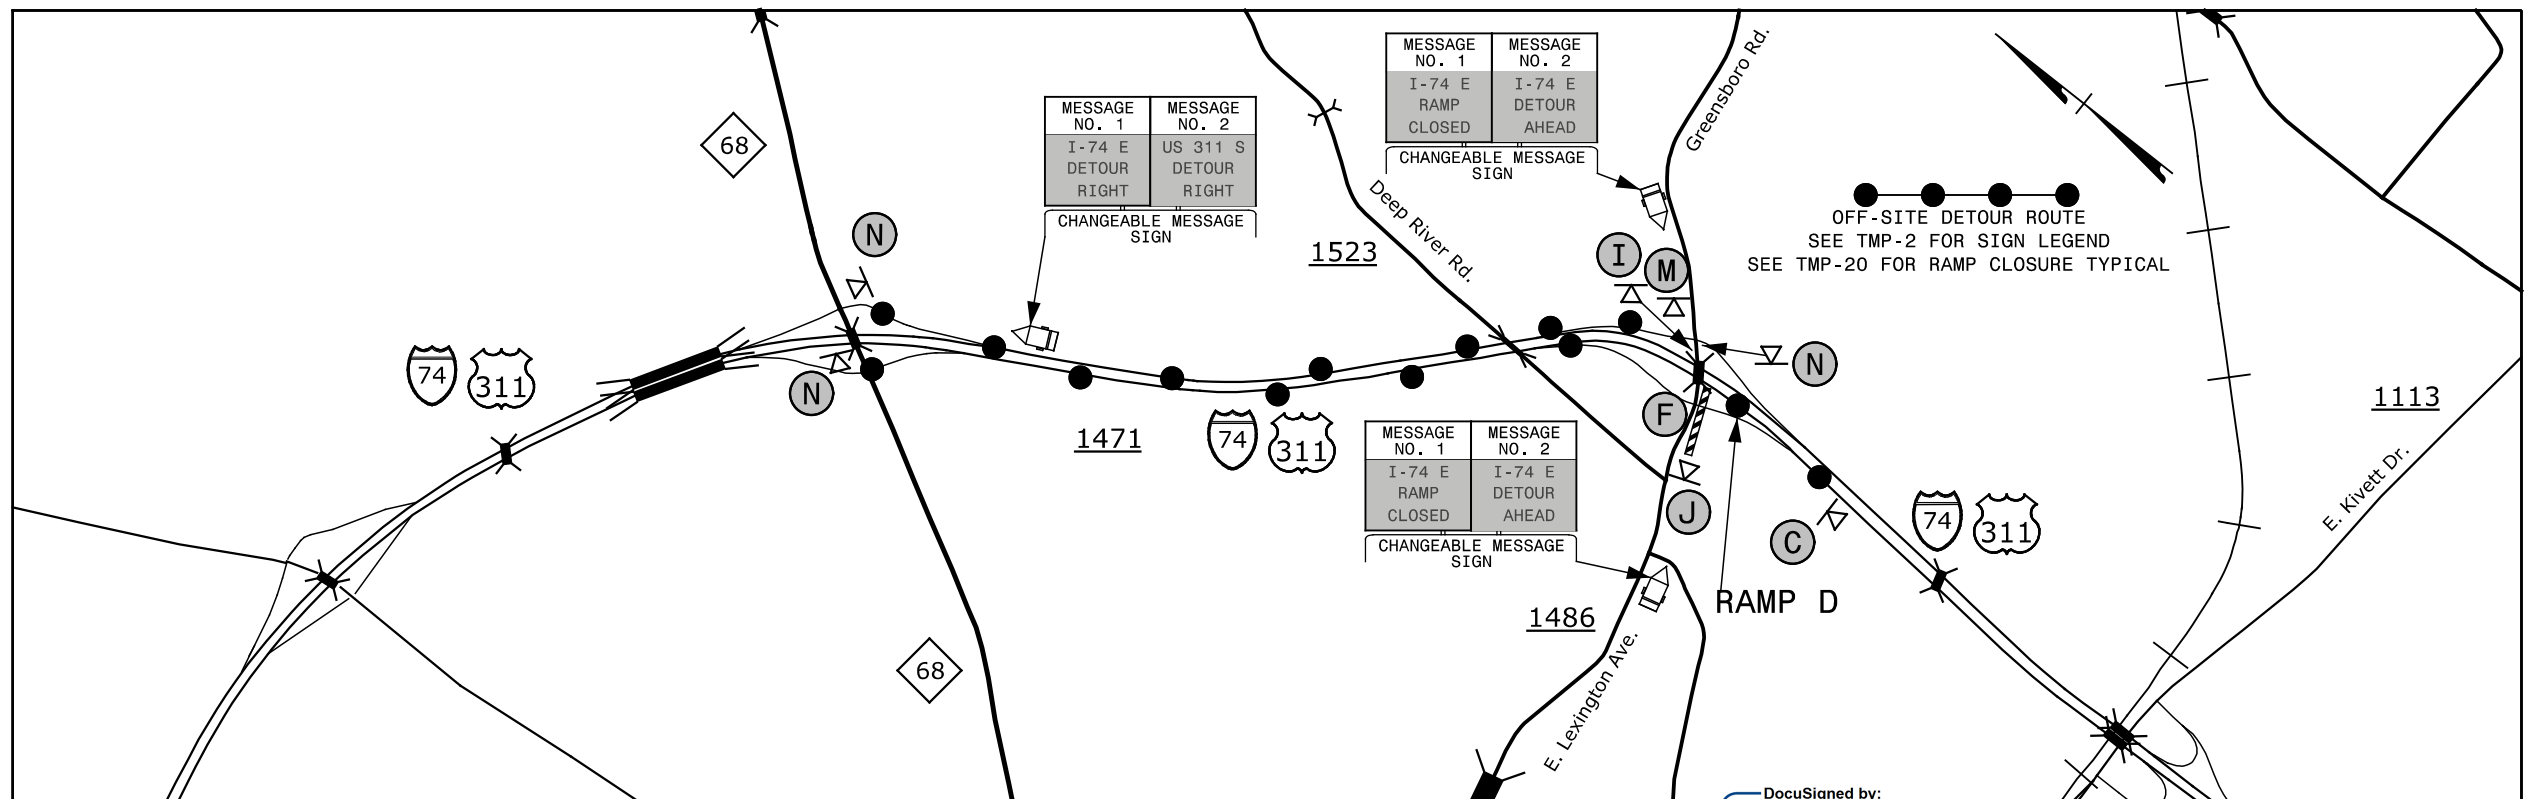 MESSAGE NO. 1
I-74 E
DETOUR
RIGHT
MESSAGE NO. 2
US 311 S
DETOUR
RIGHT
CHANGEABLE MESSAGE
SIGN
MESSAGE NO. 1
I-74 E
RAMP
CLOSED
MESSAGE NO. 2
I-74 E
DETOUR
AHEAD
CHANGEABLE MESSAGE
SIGN
Greensboro Rd.
68
N
Deep River Rd.
1523
I
M
OFF-SITE DETOUR ROUTE
SEE TMP-2 FOR SIGN LEGEND
SEE TMP-20 FOR RAMP CLOSURE TYPICAL
74
311
N
N
1471
74
311
F
1113
MESSAGE NO. 1
I-74 E
RAMP
CLOSED
MESSAGE NO. 2
I-74 E
DETOUR
AHEAD
CHANGEABLE MESSAGE
SIGN
J
C
74
311
E. Kivett Dr.
RAMP D
1486
E. Lexington Ave.
68
DocuSigned by: